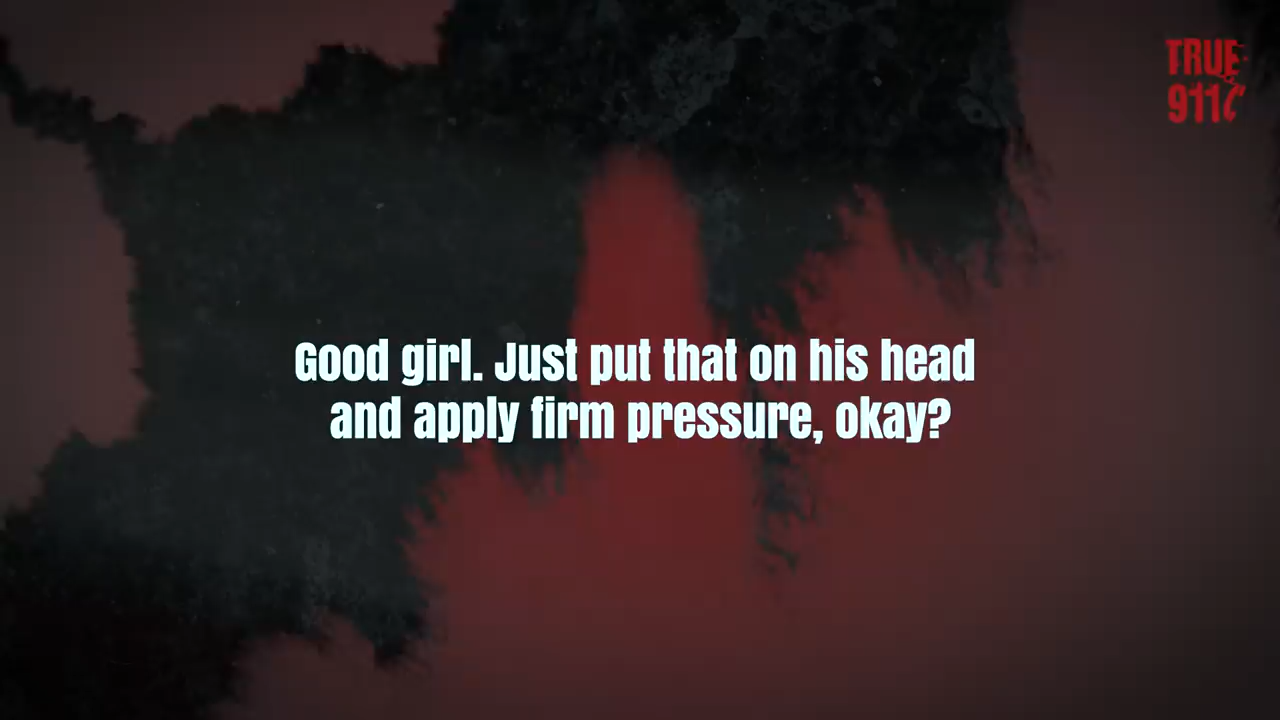 TRUE
911
Good girl. Just put that on his head
and apply firm pressure, okay?